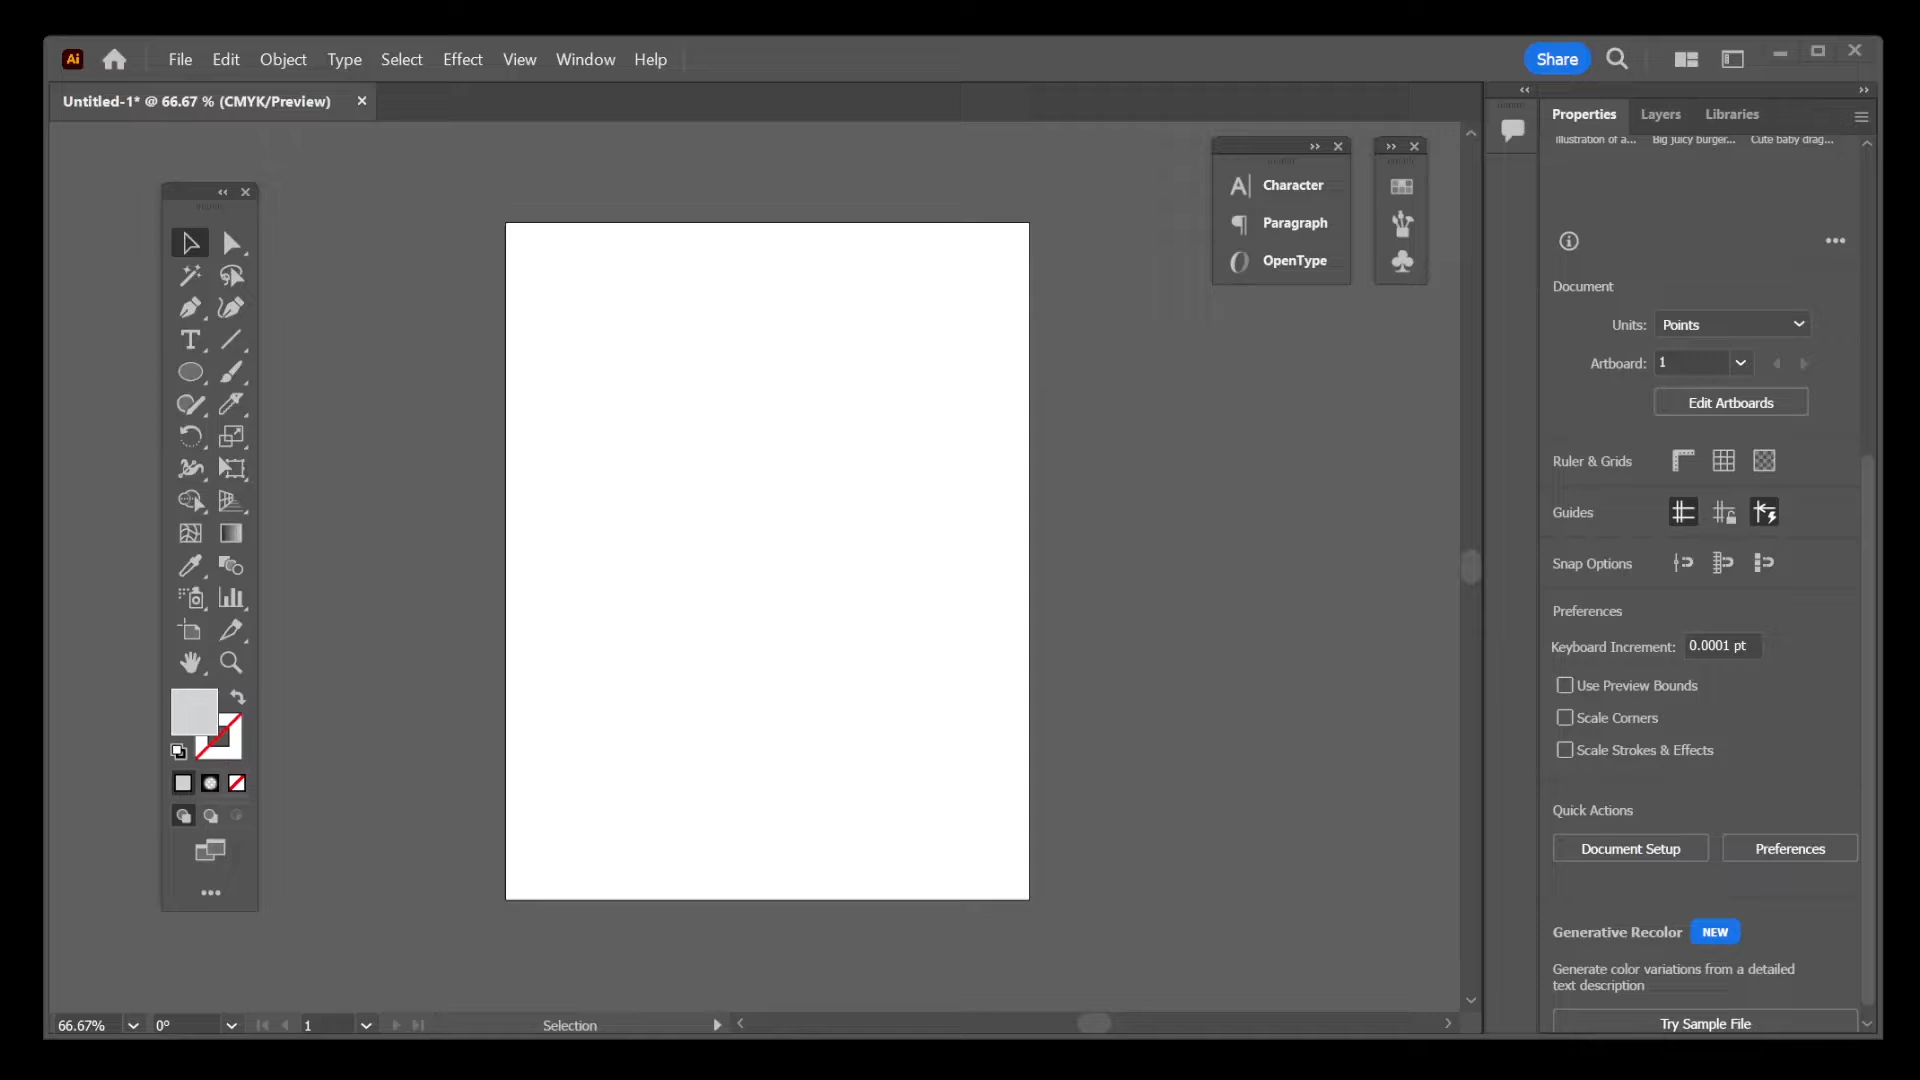 Ai File Edit Object Type Select Effect View Window Help Share
Untitled-1* @ 66.67 % (CMYK/Preview)
Character
Paragraph
OpenType
Properties Layers Libraries
Illustration of a... Big juicy burger... Cute baby drag...
Document
Units: Points
Artboard: 1
Edit Artboards
Ruler & Grids
Guides
Snap Options
Preferences
Keyboard Increment: 0.0001 pt
Use Preview Bounds
Scale Corners
Scale Strokes & Effects
Quick Actions
Document Setup Preferences
Generative Recolor NEW
Generate color variations from a detailed
text description
Try Sample File
66.67% 0° 1 Selection